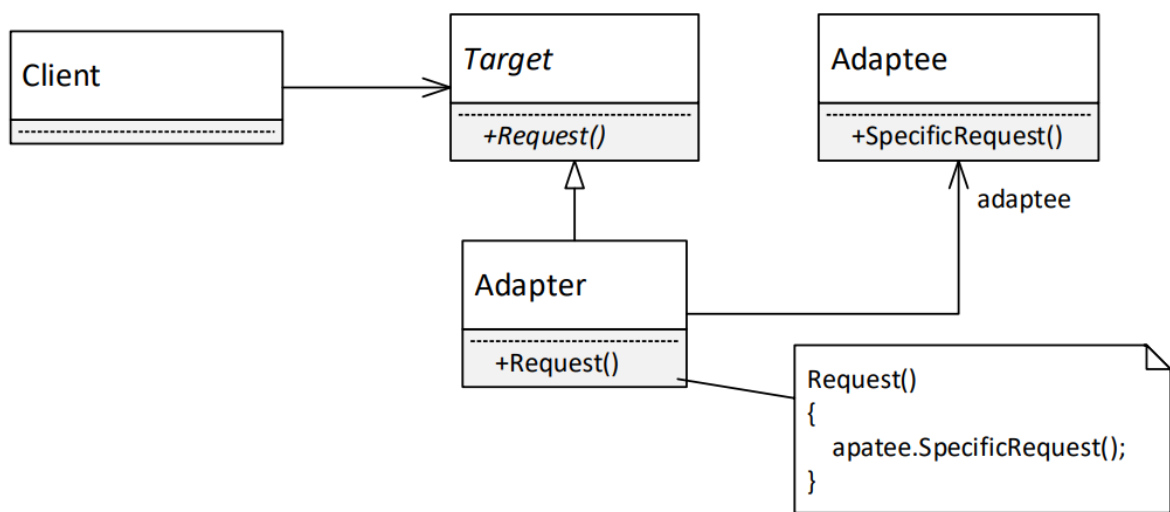 Client
Target
+Request()
Adaptee
+SpecificRequest()
adaptee
Adapter
+Request()
Request()
{
apatee.SpecificRequest();
}